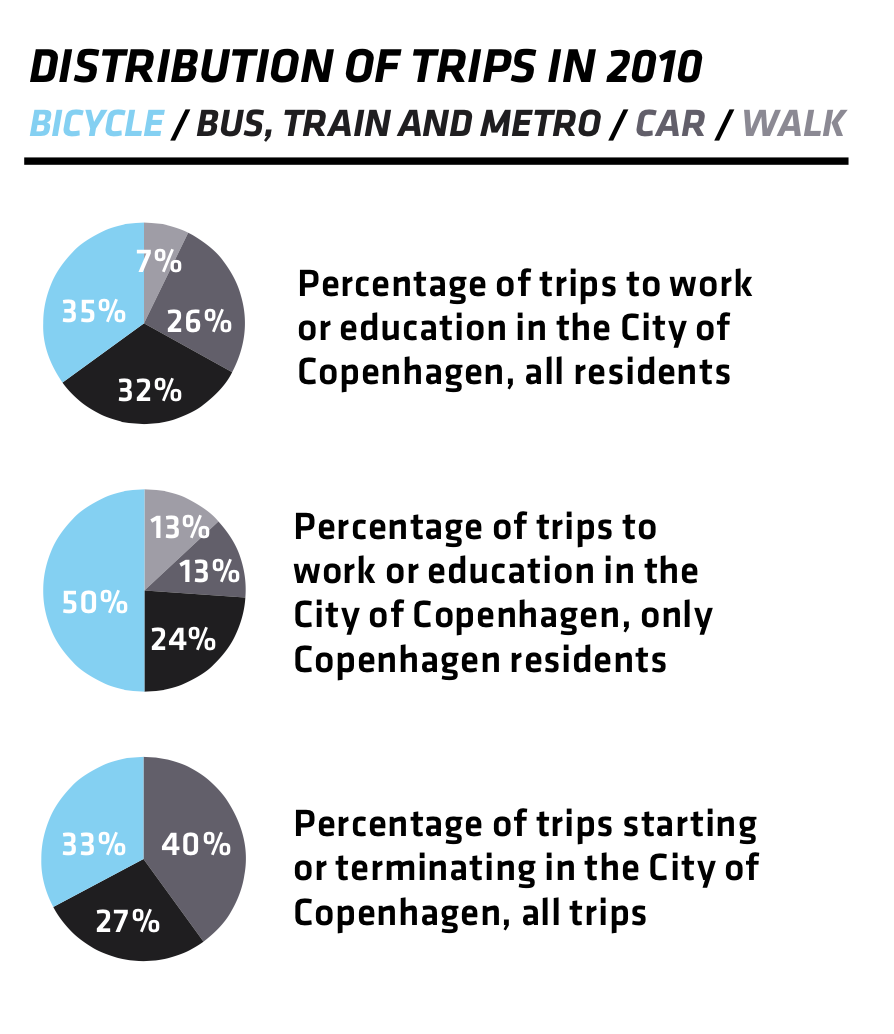 DISTRIBUTION OF TRIPS IN 2010
BICYCLE / BUS, TRAIN AND METRO / CAR / WALK
7%
35%
26%
32%
Percentage of trips to work
or education in the City of
Copenhagen, all residents
13%
13%
50%
24%
Percentage of trips to
work or education in the
City of Copenhagen, only
Copenhagen residents
33%
40%
27%
Percentage of trips starting
or terminating in the City of
Copenhagen, all trips